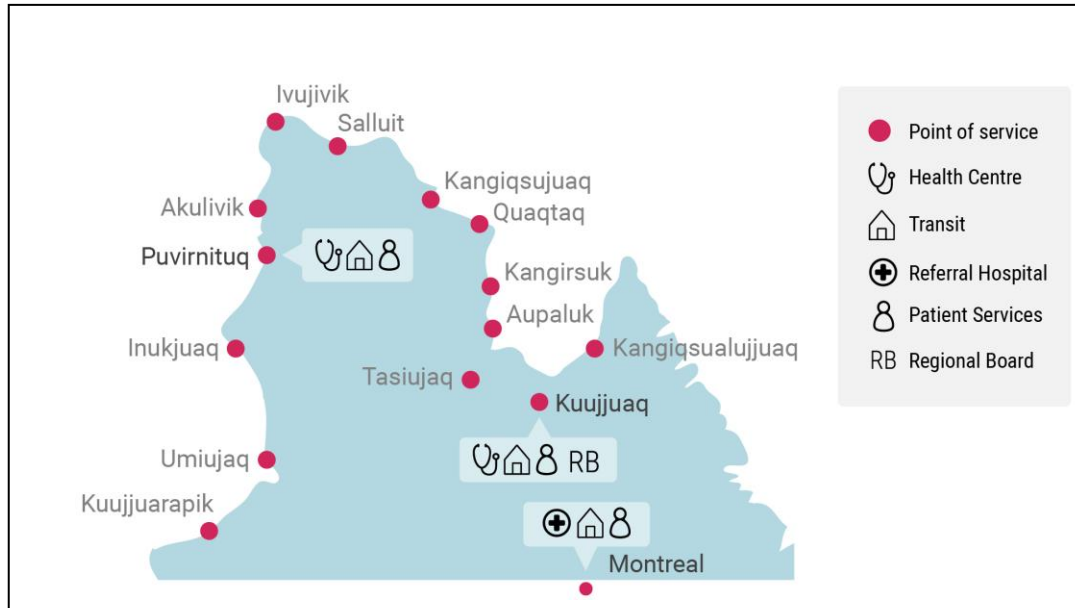 Ivujivik
Salluit
Kangiqsujuaq
Akulivik
Quaqtaq
Puvirnituq
Kangirsuk
Aupaluk
Inukjuaq
Kangiqsualujjuaq
Tasiujaq
Kuujjuaq
Umiujaq
RB
Kuujjuarapik
Montreal
Point of service
Health Centre
Transit
Referral Hospital
Patient Services
RB Regional Board